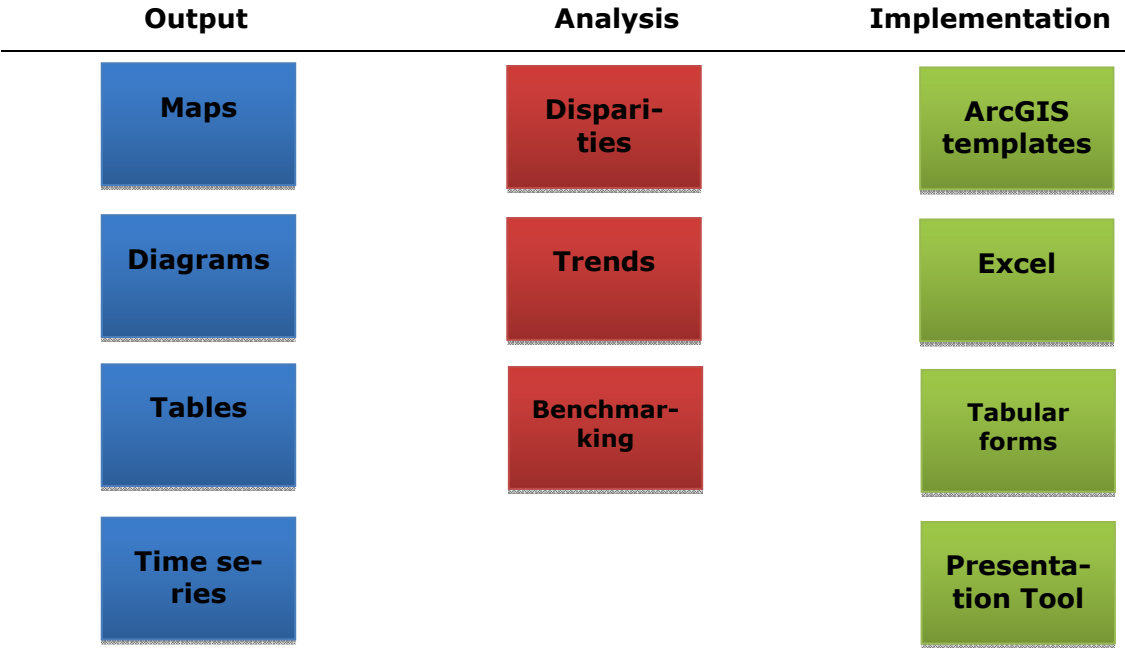 Output Analysis Implementation
Maps
Dispari-
ties
ArcGIS
templates
Diagrams
Trends
Excel
Tables
Benchmar-
king
Tabular
forms
Time se-
ries
Presenta-
tion Tool